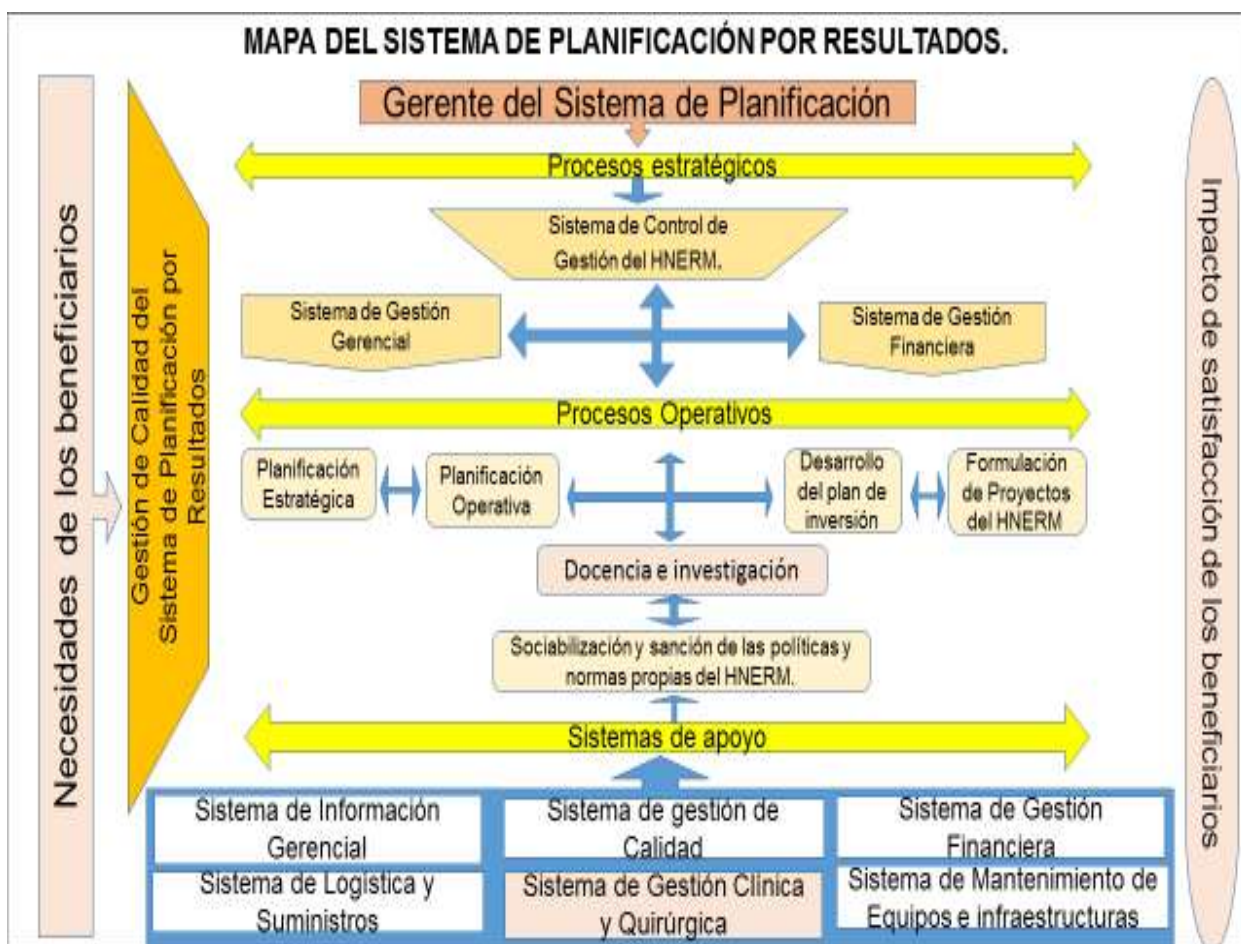 MAPA DEL SISTEMA DE PLANIFICACIÓN POR RESULTADOS.
Necesidades de los beneficiarios
Gestión de Calidad del
Sistema de Planificación por
Resultados
Gerente del Sistema de Planificación
Procesos estratégicos
Sistema de Control de
Gestión del HNERM.
Sistema de Gestión
Gerencial
Sistema de Gestión
Financiera
Procesos Operativos
Planificación
Estratégica
Planificación
Operativa
Desarrollo
del plan de
inversión
Formulación
de Proyectos
del HNERM
Docencia e investigación
Sociabilización y sanción de las políticas y
normas propias del HNERM.
Sistemas de apoyo
Sistema de Información
Gerencial
Sistema de gestión de
Calidad
Sistema de Gestión
Financiera
Sistema de Logística y
Suministros
Sistema de Gestión Clínica
y Quirúrgica
Sistema de Mantenimiento de
Equipos e infraestructuras
Impacto de satisfacción de los beneficiarios